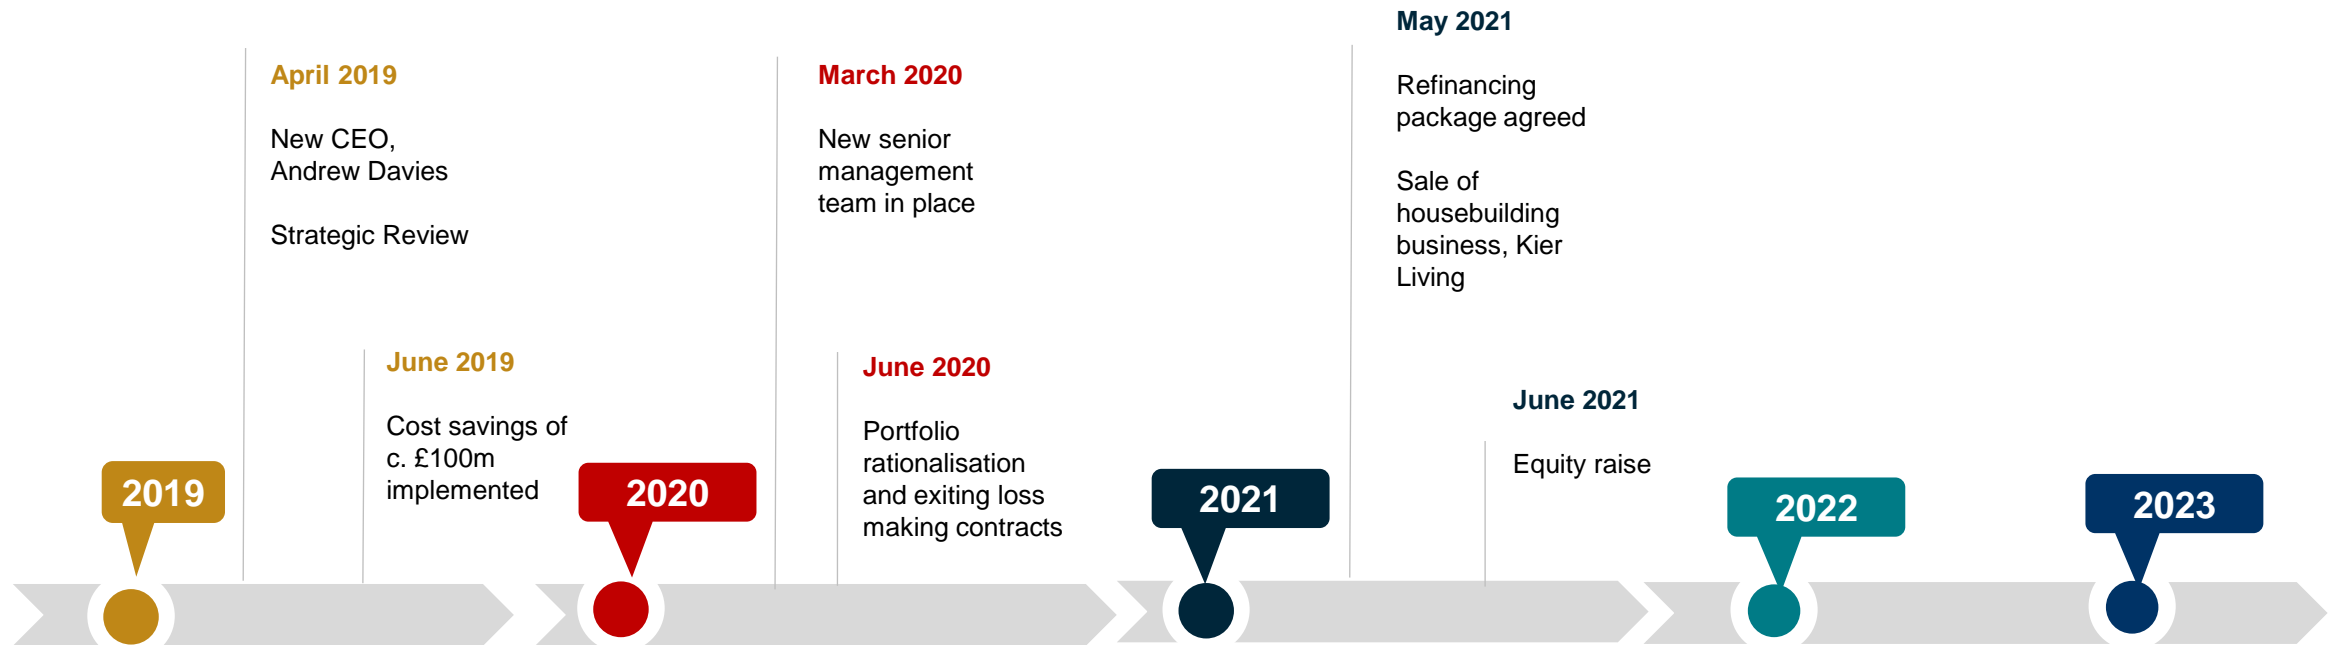 April 2019
New CEO,
Andrew Davies
Strategic Review
June 2019
Cost savings of
c. £100m
implemented
2019
March 2020
New senior
management
team in place
June 2020
Portfolio
rationalisation
and exiting loss
making contracts
2020
May 2021
Refinancing
package agreed
Sale of
housebuilding
business, Kier
Living
June 2021
Equity raise
2021
2022
2023